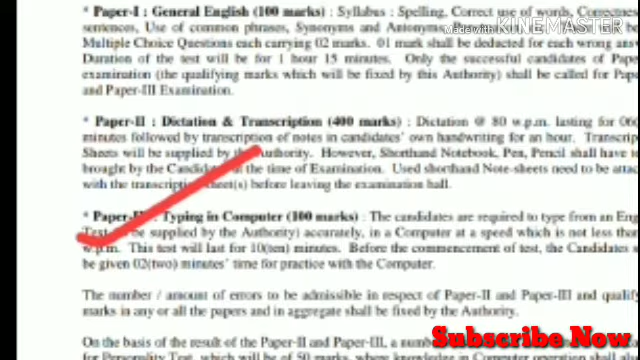 * Paper-I : General English (100 marks) : Syllabus : Spelling, Correct use of words, Correctness
sentences, Use of common phrases, Synonyms and Antonyms,
Made with KINEMASTER
Multiple Choice Questions each carrying 02 marks. 01 mark shall be deducted for each wrong
Duration of the test will be for 1 hour 15 minutes. Only the successful candidates of Pape
examination (the qualifying marks which will be fixed by this Authority) shall be called for Pap
and Paper-III Examination.
* Paper-II : Dictation & Transcription (400 marks) : Dictation @ 80 w.p.m. lasting for 06
minutes followed by transcription of notes in candidates' own handwriting for an hour. Transcrip
Sheets will be supplied by the Authority. However, Shorthand Notebook, Pen, Pencil shall have
brought by the at the time of Examination. Used shorthand Note-sheets need to be attac
with the before leaving the examination hall.
* Typing in Computer (100 marks) : The candidates are required to type from an Eng
be supplied by the Authority) accurately, in a Computer at a speed which is not less than
w.p.m. This test will last for 10(ten) minutes. Before the commencement of test, the Candidates
be given 02(two) minutes' time for practice with the Computer.
The number / amount of errors to be admissible in respect of Paper-II and Paper-III and qualify
marks in any or all the papers and in aggregate shall be fixed by the Authority.
On the basis of the result of the Paper-II and Paper-III, a
for Personality Test, which will be of 50 marks, where knowledge in Computer operation shall
Subscribe Now